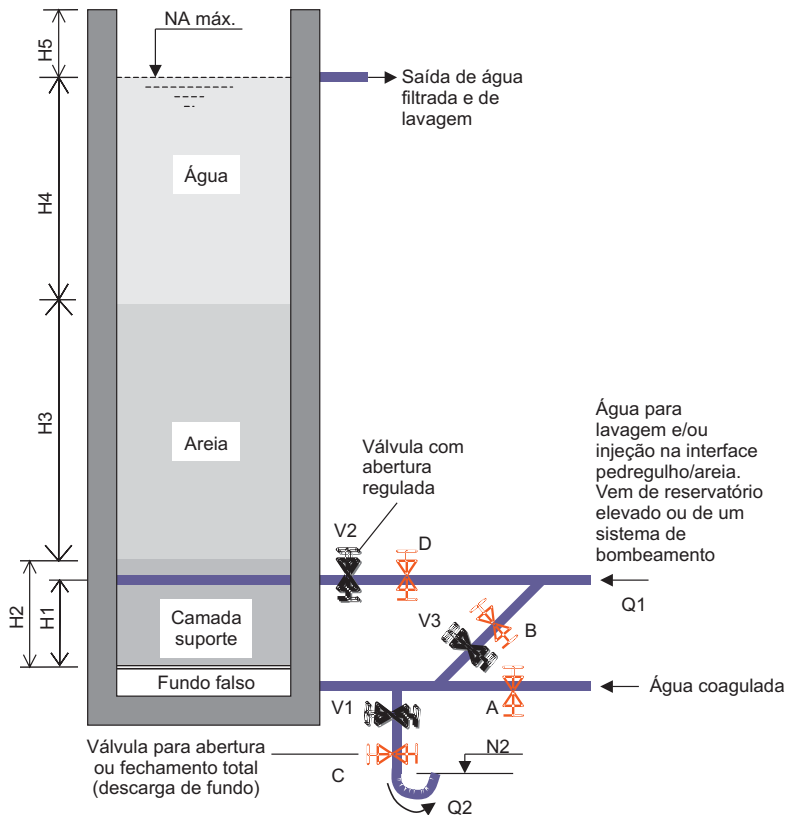 H5
NA máx.
Saída de água
filtrada e de
lavagem
Água
H4
H3
Areia
Válvula com
abertura
regulada
Água para
lavagem e/ou
injeção na interface
pedregulho/areia.
Vem de reservatório
elevado ou de um
sistema de
bombeamento
V2
D
Q1
H2
H1
Camada
suporte
V3
B
Fundo falso
V1
A
Água coagulada
Válvula para abertura
ou fechamento total
(descarga de fundo)
C
N2
Q2